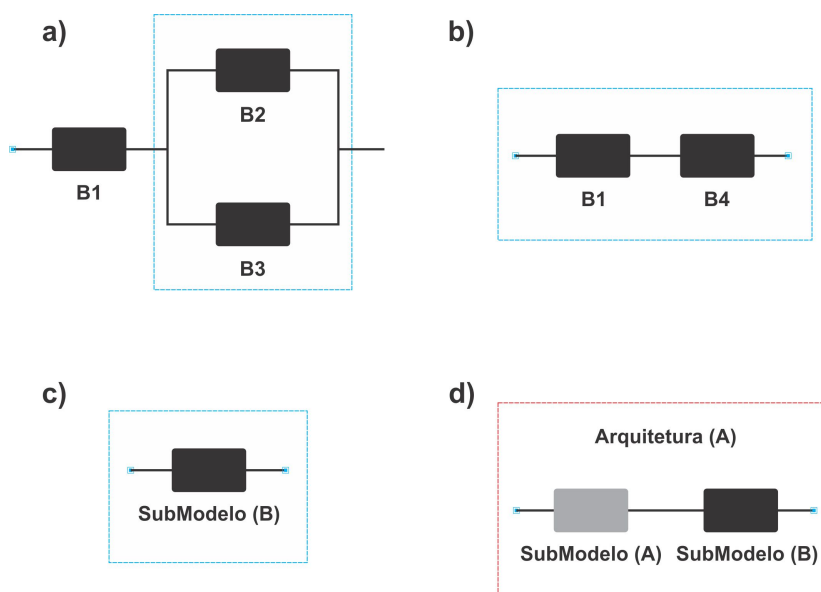 a)
B1
B2
B3
b)
B1 B4
c)
SubModelo (B)
d)
Arquitetura (A)
SubModelo (A) SubModelo (B)